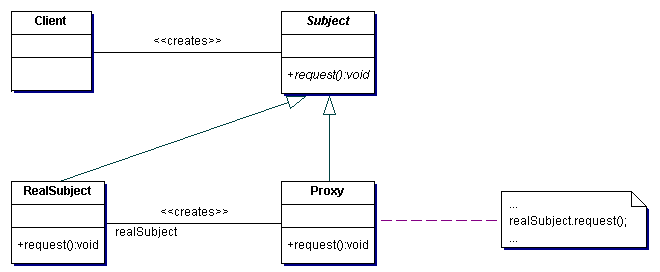 Client
<<creates>>
Subject
+request():void
RealSubject
+request():void
<<creates>>
realSubject
Proxy
+request():void
...
realSubject.request();
...